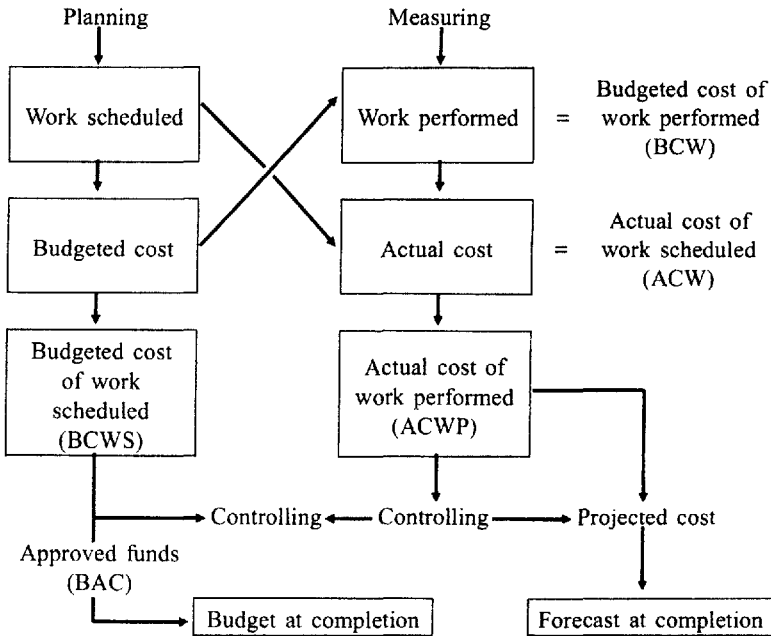 Planning
Measuring
Work scheduled
Work performed
=
Budgeted cost of
work performed
(BCW)
Budgeted cost
Actual cost
=
Actual cost of
work scheduled
(ACW)
Budgeted cost
of work
scheduled
(BCWS)
Actual cost of
work performed
(ACWP)
Controlling
Controlling
Projected cost
Approved funds
(BAC)
Budget at completion
Forecast at completion